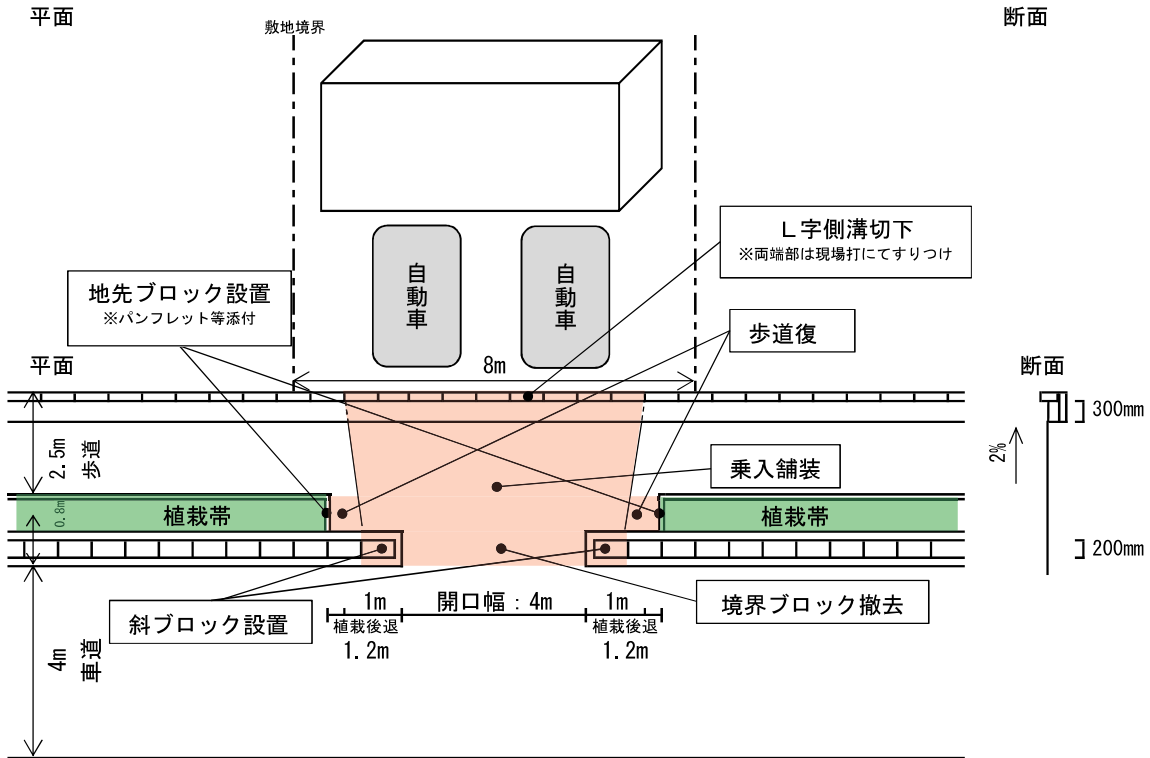 平面
断面
敷地境界
L字側溝切下
※両端部は現場打にてすりつけ
自動車
自動車
地先ブロック設置
※パンフレット等添付
歩道復
平面
断面
8m
300mm
2%
2.5m
歩道
乗入舗装
0.8m
植栽帯
植栽帯
200mm
1m
開口幅：4m
1m
境界ブロック撤去
斜ブロック設置
植栽後退
植栽後退
1.2m
1.2m
4m
車道